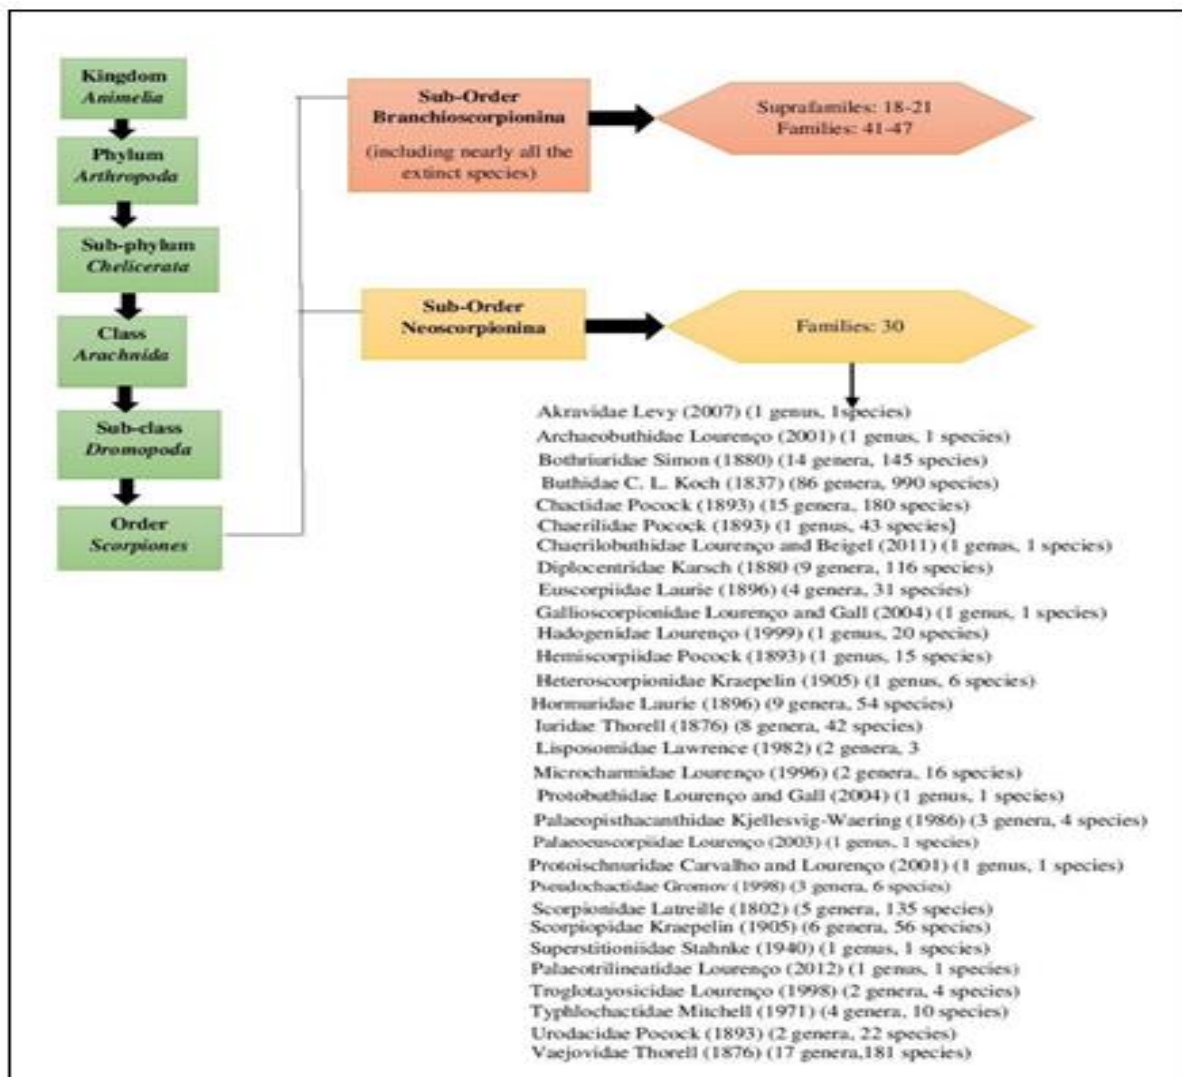 Kingdom
Animelia
Phylum
Arthropoda
Sub-phylum
Chelicerata
Class
Arachnida
Sub-class
Dromopoda
Order
Scorpiones
Sub-Order
Branchioscorpionina
(including nearly all the
extinct species)
Suprafamiles: 18-21
Families: 41-47
Sub-Order
Neoscorpionina
Families: 30
Akravidae Levy (2007) (1 genus, 1species)
Archaeobuthidae Lourenço (2001) (1 genus, 1 species)
Bothriuridae Simon (1880) (14 genera, 145 species)
Buthidae C. L. Koch (1837) (86 genera, 990 species)
Chactidae Pocock (1893) (15 genera, 180 species)
Chaerilidae Pocock (1893) (1 genus, 43 species]
Chaerilobuthidae Lourenço and Beigel (2011) (1 genus, 1 species)
Diplocentridae Karsch (1880 (9 genera, 116 species)
Euscorpiidae Laurie (1896) (4 genera, 31 species)
Gallioscorpionidae Lourenço and Gall (2004) (1 genus, 1 species)
Hadogenidae Lourenço (1999) (1 genus, 20 species)
Hemiscorpiidae Pocock (1893) (1 genus, 15 species)
Heteroscorpionidae Kraepelin (1905) (1 genus, 6 species)
Hormuridae Laurie (1896) (9 genera, 54 species)
Iuridae Thorell (1876) (8 genera, 42 species)
Lisposomidae Lawrence (1982) (2 genera, 3
Microcharmidae Lourenço (1996) (2 genera, 16 species)
Protobuthidae Lourenço and Gall (2004) (1 genus, 1 species)
Palaeopisthacanthidae Kjellesvig-Waering (1986) (3 genera, 4 species)
Palaeoeuscorpiidae Lourenço (2003) (1 genus, 1 species)
Protoischnuridae Carvalho and Lourenço (2001) (1 genus, 1 species)
Pseudochactidae Gromov (1998) (3 genera, 6 species)
Scorpionidae Latreille (1802) (5 genera, 135 species)
Scorpiopidae Kraepelin (1905) (6 genera, 56 species)
Superstitioniidae Stahnke (1940) (1 genus, 1 species)
Palaeotrilineatidae Lourenço (2012) (1 genus, 1 species)
Troglotayosicidae Lourenço (1998) (2 genera, 4 species)
Typhlochactidae Mitchell (1971) (4 genera, 10 species)
Urodacidae Pocock (1893) (2 genera, 22 species)
Vaejovidae Thorell (1876) (17 genera,181 species)